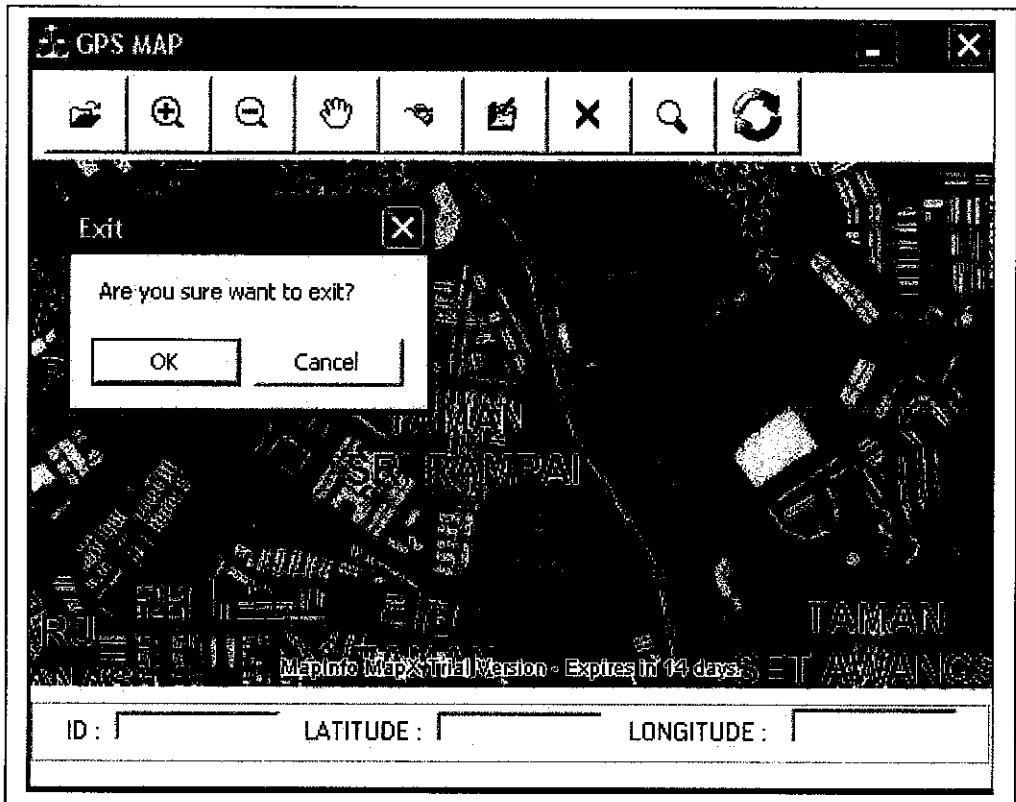 GPS MAP
Exit
Are you sure want to exit?
OK Cancel
TAMAN
SERI RAMPAI
TAMAN
MapInfo MapX Trial Version - Expires in 14 days.
ID : LATITUDE : LONGITUDE :